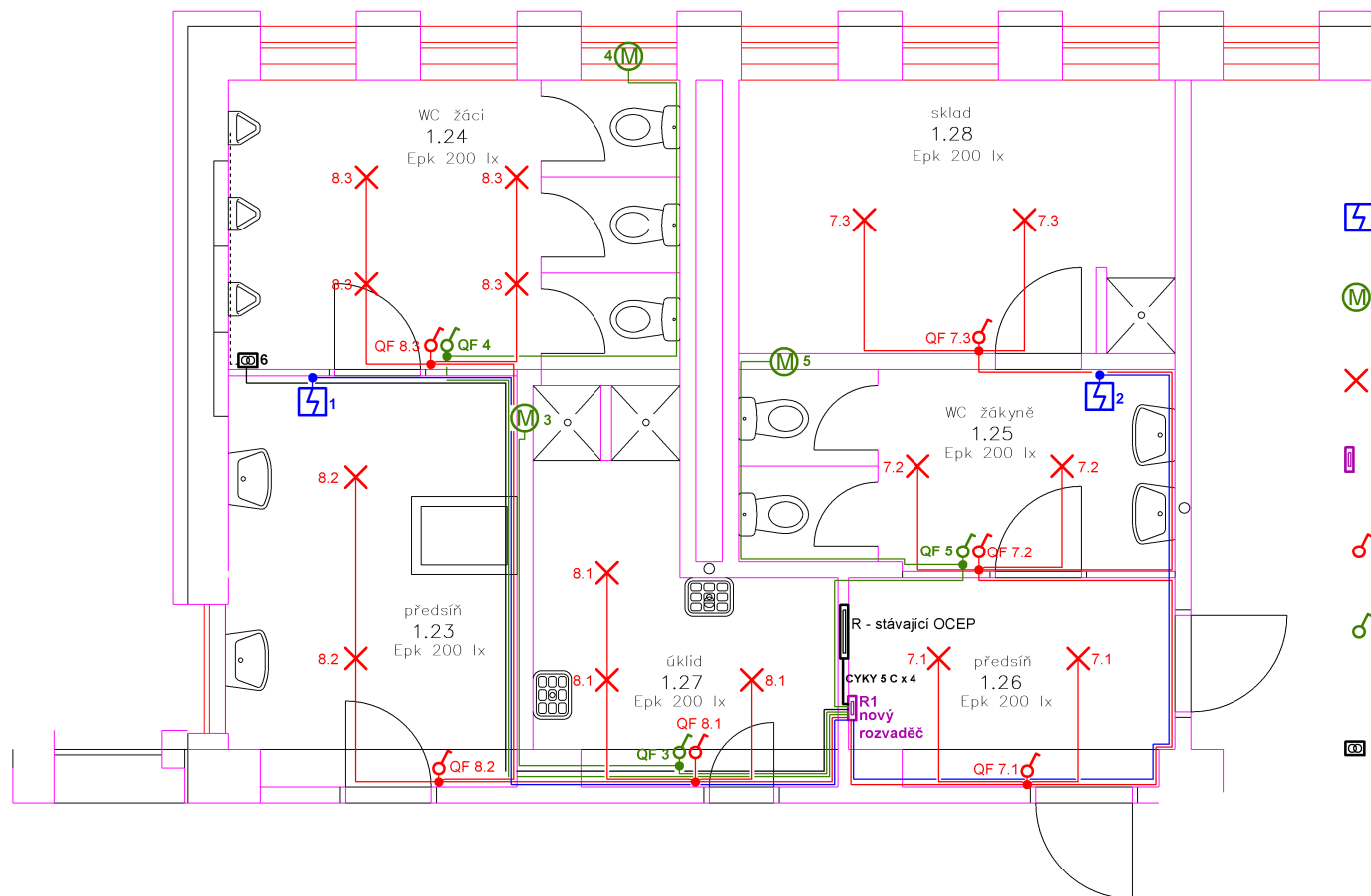 4 M
WC žáci
1.24
Epk 200 lx
sklad
1.28
Epk 200 lx
8.3
8.3
7.3
7.3
8.3
8.3
M
QF 8.3
QF 4
QF 7.3
6
M 5
1
M 3
2
WC žákyně
1.25
Epk 200 lx
8.2
7.2
7.2
QF 5
QF 7.2
8.1
předsíň
1.23
Epk 200 lx
R - stávající OCEP
8.2
úklid
1.27
Epk 200 lx
8.1
8.1
CYKY 5 C x 4
7.1
předsíň
1.26
Epk 200 lx
7.1
R1
nový
rozvaděč
QF 8.1
QF 3
QF 8.2
QF 7.1